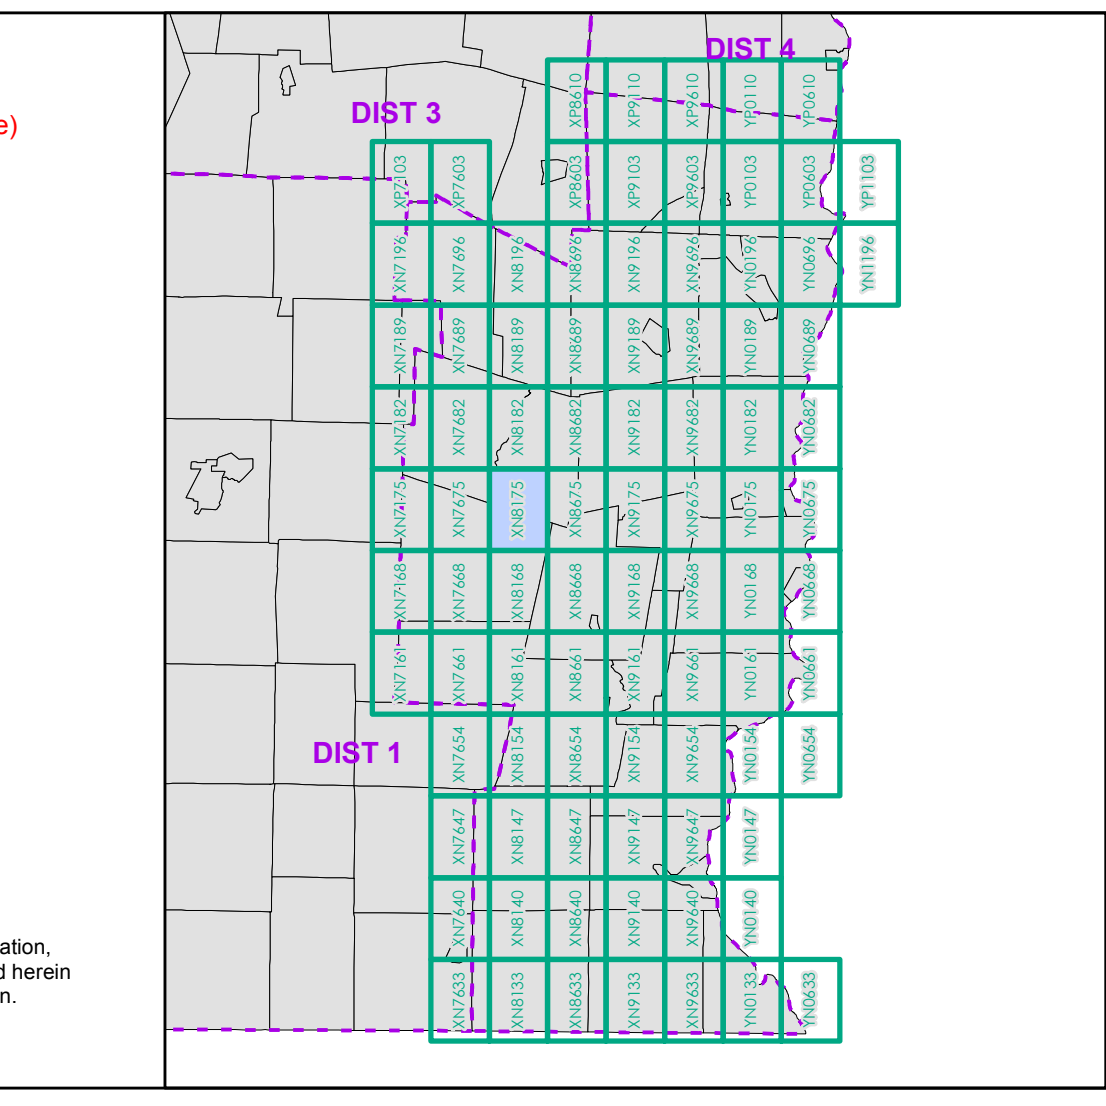 e)
ation,
d herein
n.
DIST 4
DIST 3
XP8610
XP9110
XP9610
YP0110
YP0610
XP7103
XP7603
XP8603
XP9103
XP9603
YP0103
YP0603
YP1103
XN7196
XN7696
XN8196
XN8696
XN9196
XN9696
YN0196
YN0696
YN1196
XN7189
XN7689
XN8189
XN8689
XN9189
XN9689
YN0189
YN0689
XN7182
XN7682
XN8182
XN8682
XN9182
XN9682
YN0182
YN0682
XN7175
XN7675
XN8175
XN8675
XN9175
XN9675
YN0175
YN0675
XN7168
XN7668
XN8168
XN8668
XN9168
XN9668
YN0168
YN0668
XN7161
XN7661
XN8161
XN8661
XN9161
XN9661
YN0161
YN0661
DIST 1
XN7654
XN8154
XN8654
XN9154
XN9654
YN0154
YN0654
XN7647
XN8147
XN8647
XN9147
XN9647
YN0147
XN7640
XN8140
XN8640
XN9140
XN9640
YN0140
XN7633
XN8133
XN8633
XN9133
XN9633
YN0133
YN0633